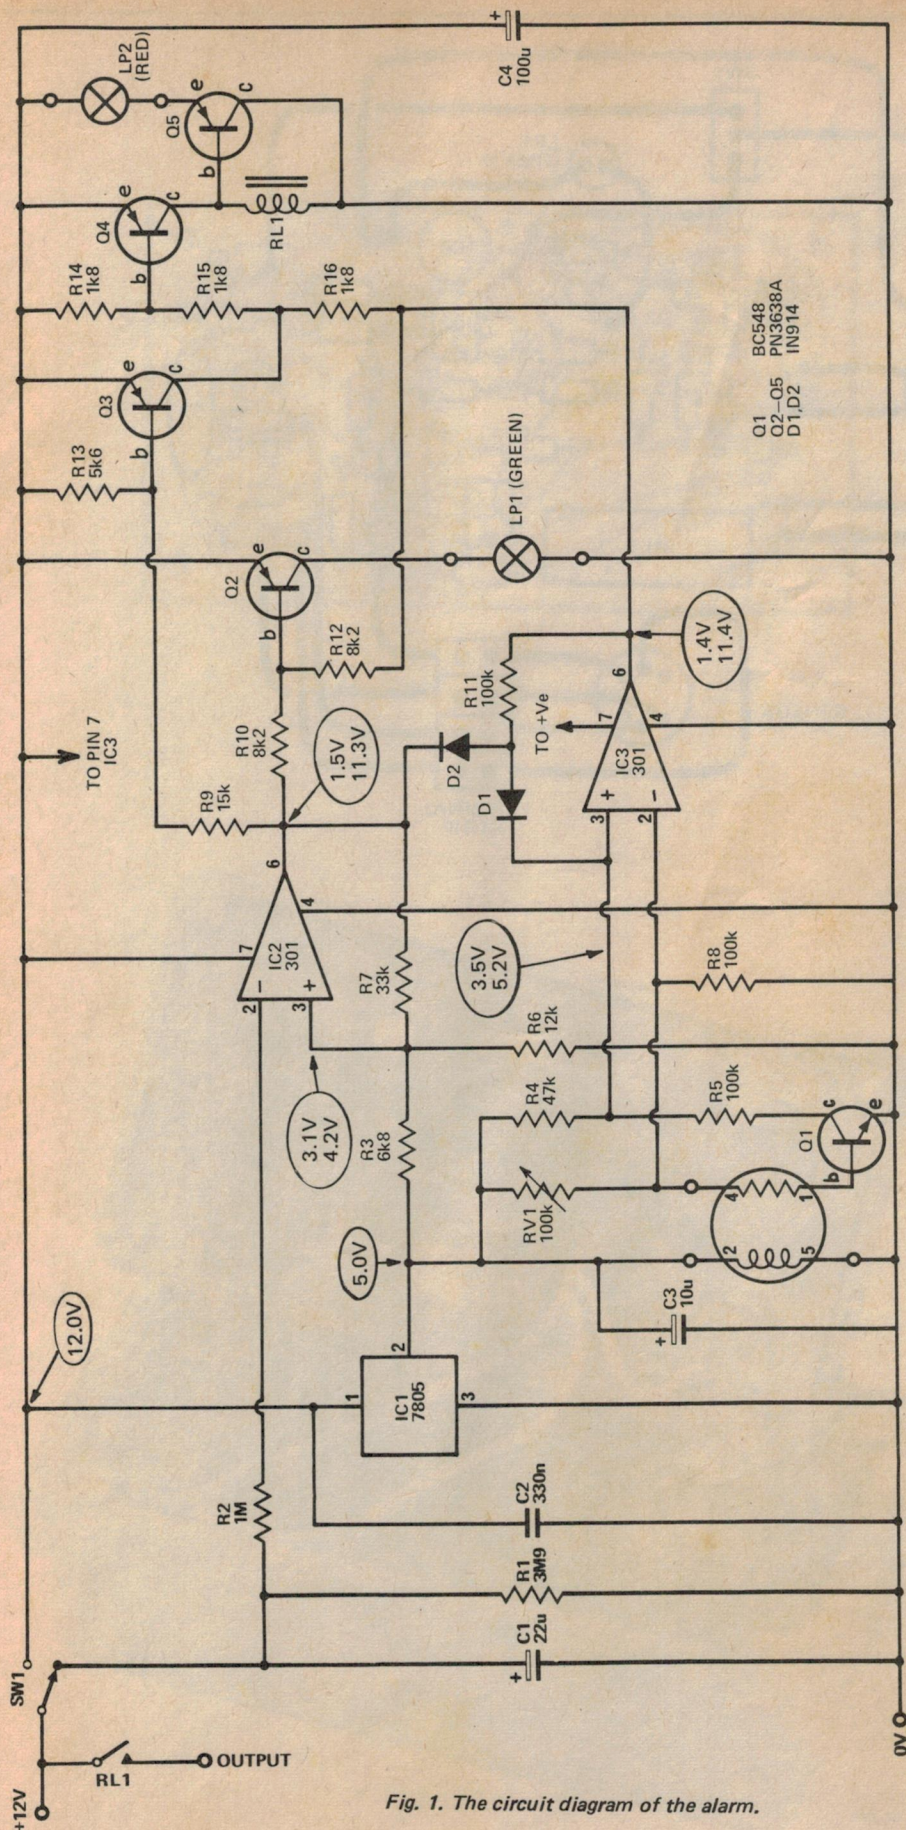 +12V
SW1
RL1
OUTPUT
0V
C1
22u
R1
3M9
C2
330n
R2
1M
12.0V
IC1
7805
1
2
3
5.0V
C3
10u
+
+
2
5
4
1
RV1
100k
R3
6k8
R4
47k
R5
100k
Q1
b
c
e
3.1V
4.2V
R6
12k
R7
33k
R8
100k
3.5V
5.2V
IC2
301
2
3
7
4
6
–
+
R9
15k
1.5V
11.3V
R10
8k2
TO PIN 7
IC3
D1
D2
R11
100k
TO +Ve
IC3
301
3
2
7
4
6
+
–
1.4V
11.4V
R12
8k2
Q2
b
e
c
LP1 (GREEN)
R13
5k6
Q3
b
e
c
R14
1k8
R15
1k8
R16
1k8
Q4
b
e
c
RL1
Q5
b
e
c
LP2
(RED)
C4
100u
+
Q1 BC548
Q2–Q5 PN3638A
D1,D2 IN914
Fig. 1. The circuit diagram of the alarm.